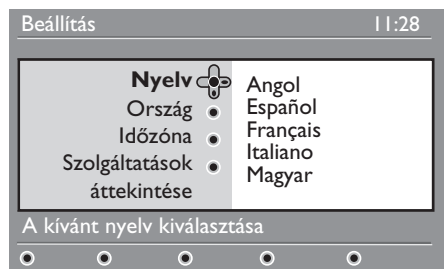 Beállítás 11:28
Nyelv
Ország
Időzóna
Szolgáltatások
áttekintése
Angol
Español
Français
Italiano
Magyar
A kívánt nyelv kiválasztása